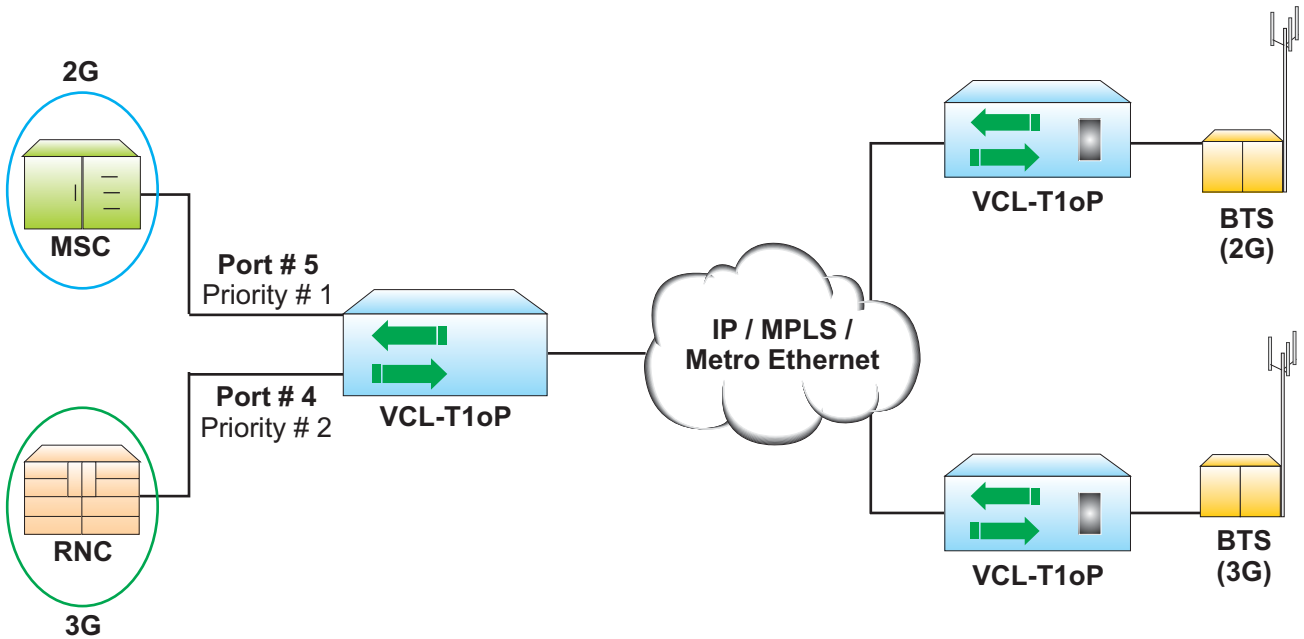 2G
MSC
Port # 5
Priority # 1
Port # 4
Priority # 2
RNC
3G
VCL-T1oP
IP / MPLS /
Metro Ethernet
VCL-T1oP
BTS
(2G)
VCL-T1oP
BTS
(3G)